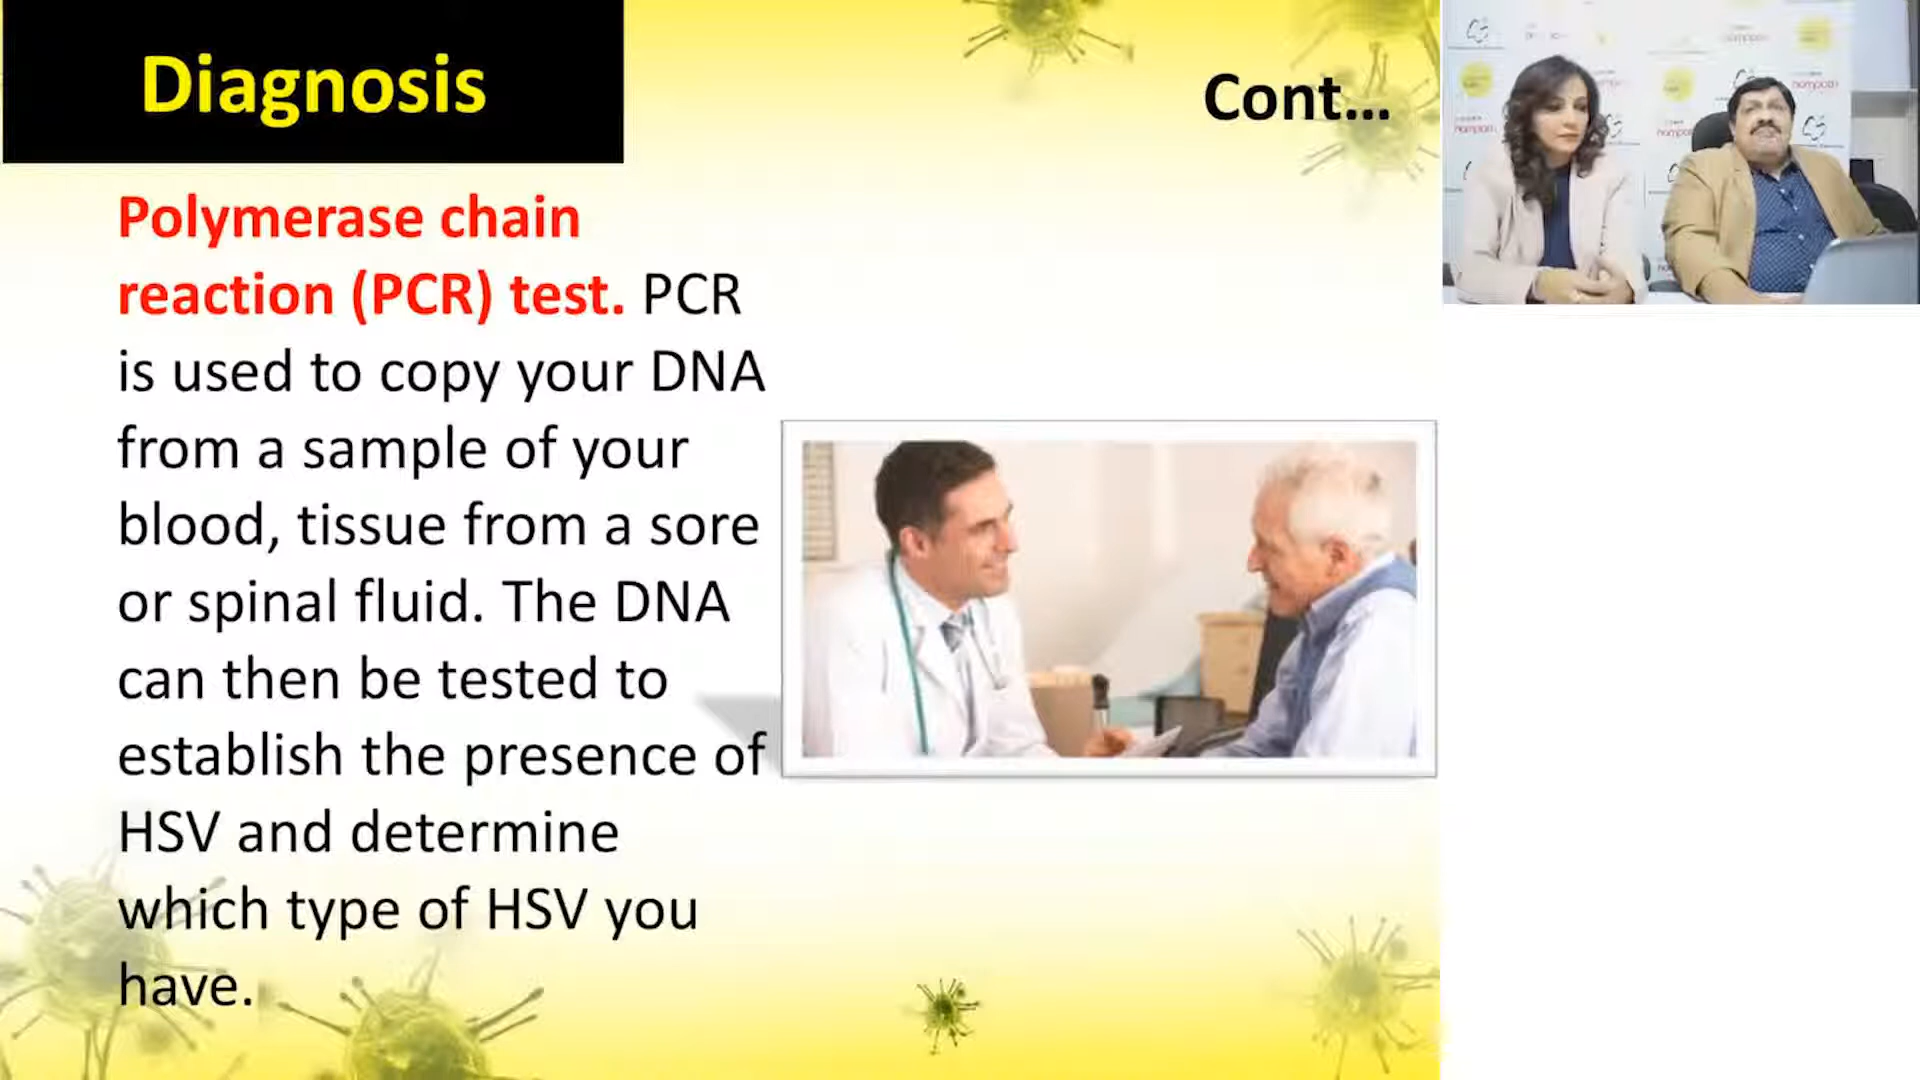 Diagnosis
Cont...
Polymerase chain
reaction (PCR) test. PCR
is used to copy your DNA
from a sample of your
blood, tissue from a sore
or spinal fluid. The DNA
can then be tested to
establish the presence of
HSV and determine
which type of HSV you
have.